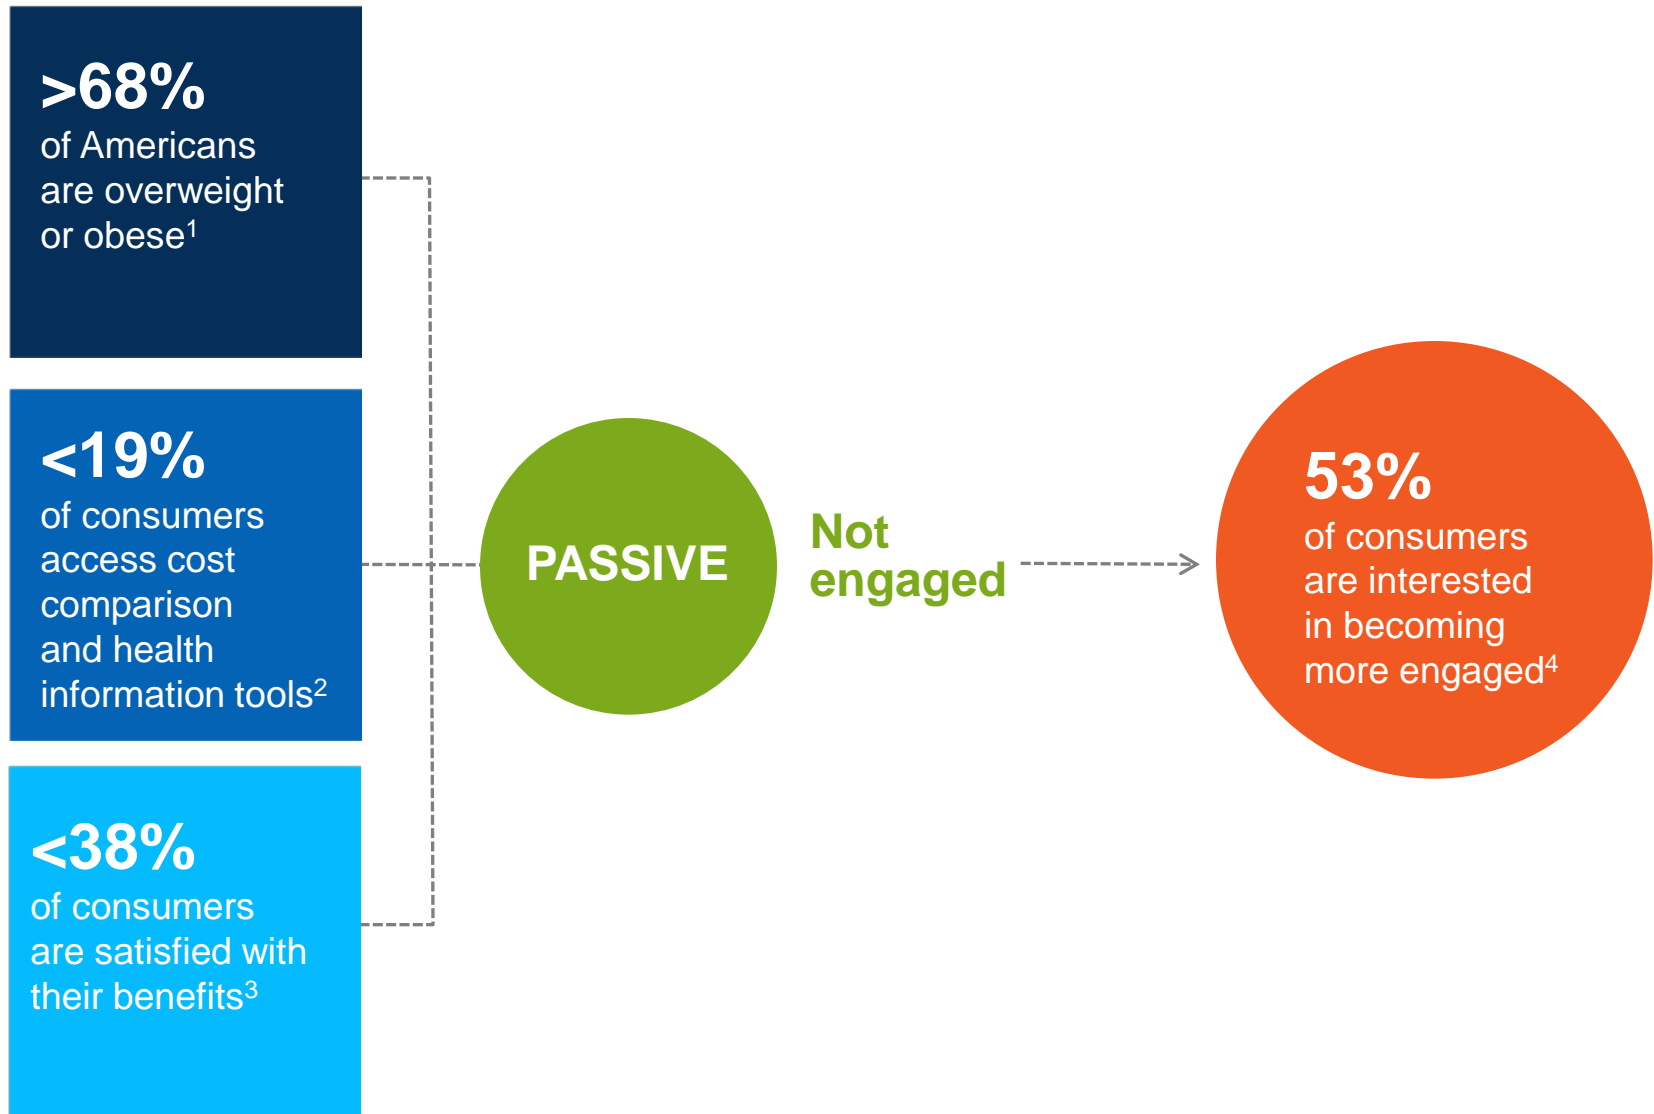 >68%
of Americans
are overweight
or obese¹
<19%
of consumers
access cost
comparison
and health
information tools²
<38%
of consumers
are satisfied with
their benefits³
PASSIVE
Not
engaged
53%
of consumers
are interested
in becoming
more engaged⁴